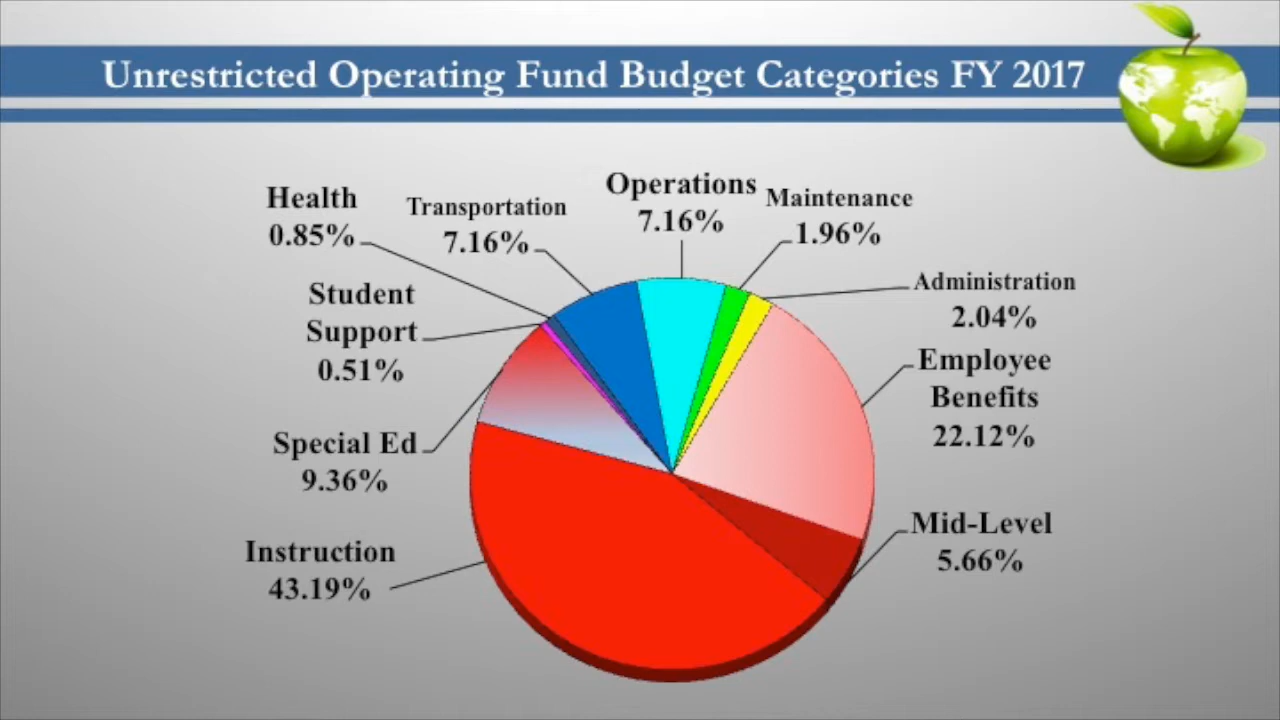 Unrestricted Operating Fund Budget Categories FY 2017
Health
0.85%
Transportation
7.16%
Operations
7.16%
Maintenance
1.96%
Administration
2.04%
Employee
Benefits
22.12%
Mid-Level
5.66%
Student
Support
0.51%
Special Ed
9.36%
Instruction
43.19%